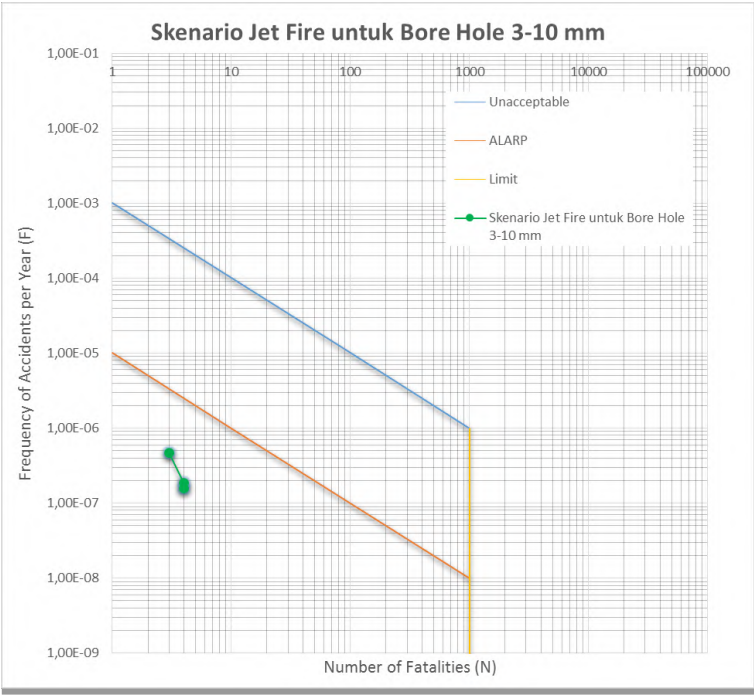 Skenario Jet Fire untuk Bore Hole 3-10 mm
1,00E-01
1 10 100 1000 10000 100000
Unacceptable
1,00E-02
ALARP
Limit
1,00E-03
Skenario Jet Fire untuk Bore Hole
3-10 mm
1,00E-04
1,00E-05
1,00E-06
1,00E-07
1,00E-08
1,00E-09
Frequency of Accidents per Year (F)
Number of Fatalities (N)